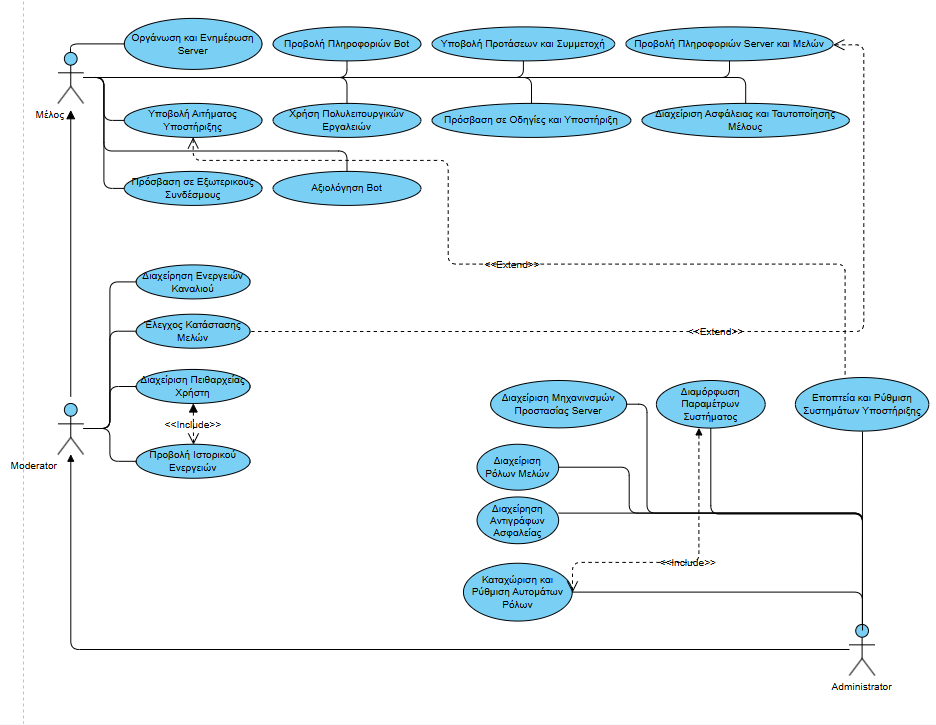 Οργάνωση και Ενημέρωση
Server
Προβολή Πληροφοριών Bot
Υποβολή Προτάσεων και Συμμετοχή
Προβολή Πληροφοριών Server και Μελών
Μέλος
Υποβολή Αιτήματος
Υποστήριξης
Χρήση Πολυλειτουργικών
Εργαλειών
Πρόσβαση σε Οδηγίες και Υποστήριξη
Διαχείριση Ασφάλειας και Ταυτοποίησης
Μέλους
Πρόσβαση σε Εξωτερικούς
Συνδέσμους
Αξιολόγηση Bot
<<Extend>>
Διαχείρηση Ενεργειών
Καναλιού
Έλεγχος Κατάστασης
Μελών
<<Extend>>
Διαχείριση Πειθαρχείας
Χρήστη
<<Include>>
Moderator
Προβολή Ιστορικού
Ενεργειών
Διαχείριση Μηχανινσμών
Προστασίας Server
Διαμόρφωση
Παραμέτρων
Συστήματος
Εποπτεία και Ρύθμιση
Συστημάτων Υποστήριξης
Διαχείριση
Ρόλων Μελών
Διαχείρηση
Αντιγράφων
Ασφαλείας
<<Include>>
Καταχώριση και
Ρύθμιση Αυτομάτων
Ρόλων
Administrator